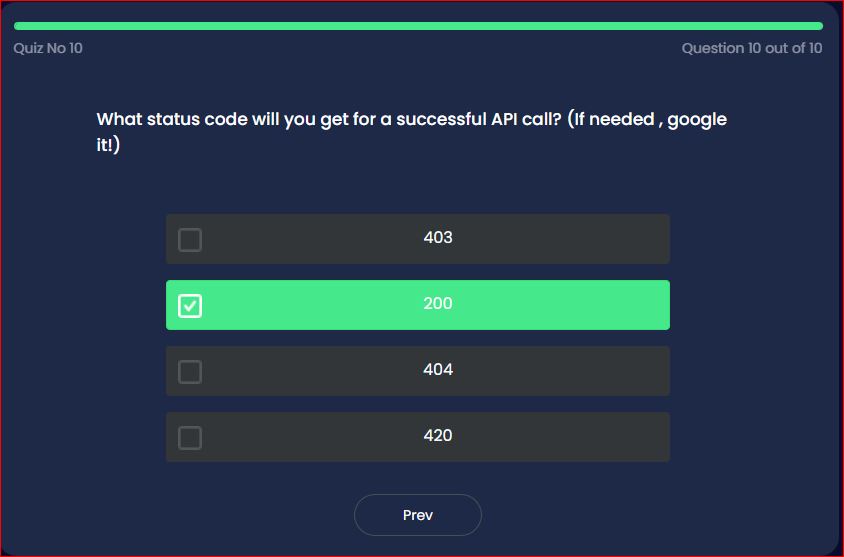 Quiz No 10
Question 10 out of 10
What status code will you get for a successful API call? (If needed , google
it!)
403
200
404
420
Prev